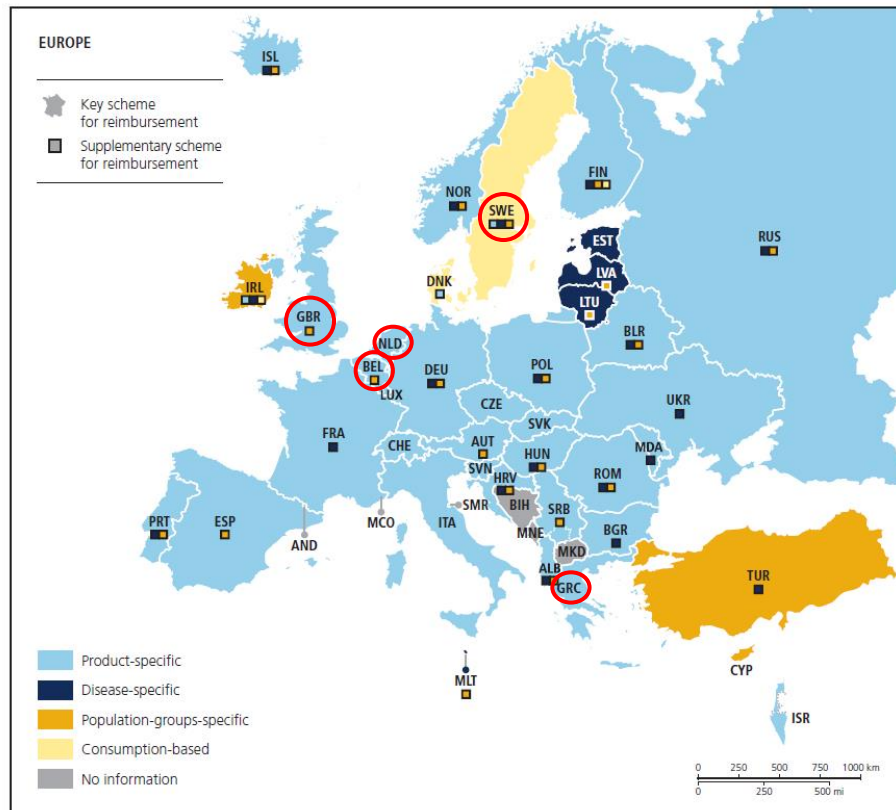 EUROPE
Key scheme
for reimbursement
Supplementary scheme
for reimbursement
ISL
NOR
FIN
SWE
RUS
EST
LVA
LTU
IRL
DNK
GBR
NLD
BLR
BEL
DEU
POL
LUX
CZE
UKR
SVK
FRA
CHE
AUT
HUN
MDA
SVN
HRV
ROM
SMR
BIH
SRB
PRT
ESP
AND
MCO
ITA
MNE
BGR
MKD
ALB
GRC
TUR
CYP
MLT
ISR
Product-specific
Disease-specific
Population-groups-specific
Consumption-based
No information
0 250 500 750 1000 km
0 250 500 mi